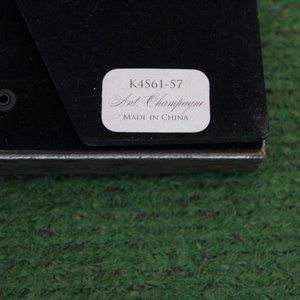 K4S61-57
Ant. Champagne
MADE IN CHINA